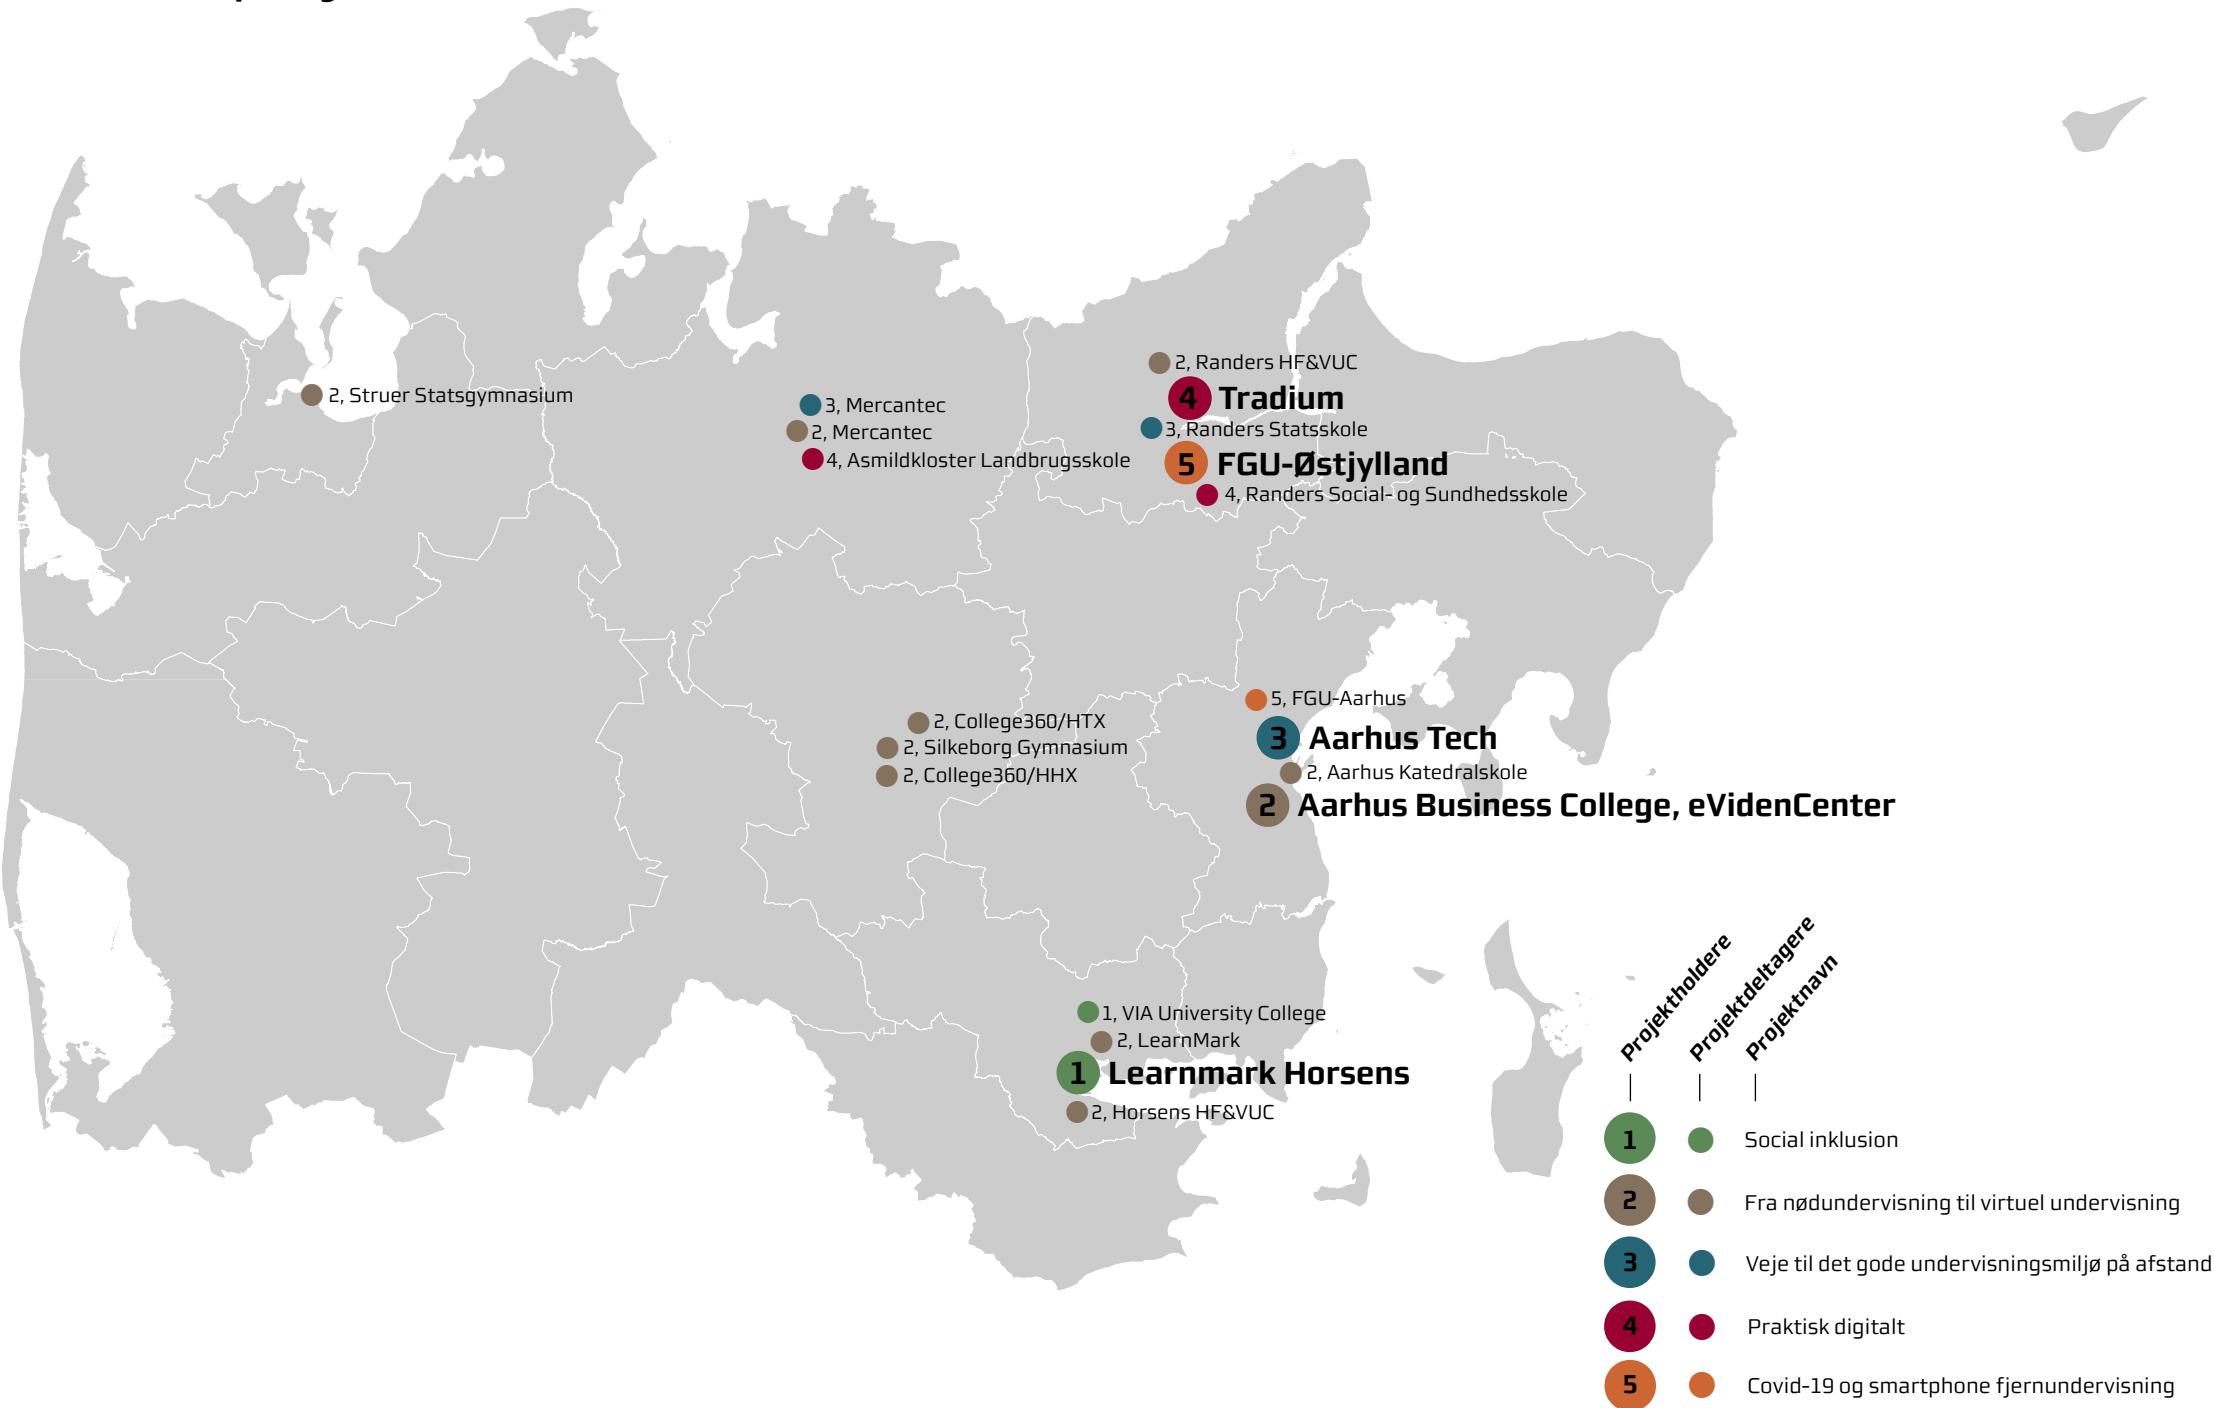 2, Randers HF&VUC
4 Tradium
2, Struer Statsgymnasium
3, Mercantec
2, Mercantec
4, Asmildkloster Landbrugsskole
3, Randers Statsskole
5 FGU-Østjylland
4, Randers Social- og Sundhedsskole
5, FGU-Aarhus
3 Aarhus Tech
2, College360/HTX
2, Silkeborg Gymnasium
2, College360/HHX
2, Aarhus Katedralskole
2 Aarhus Business College, eVidenCenter
1, VIA University College
2, LearnMark
1 Learnmark Horsens
2, Horsens HF&VUC
Projektholdere
Projektdeltagere
Projektnavn
1 Social inklusion
2 Fra nødundervisning til virtuel undervisning
3 Veje til det gode undervisningsmiljø på afstand
4 Praktisk digitalt
5 Covid-19 og smartphone fjernundervisning